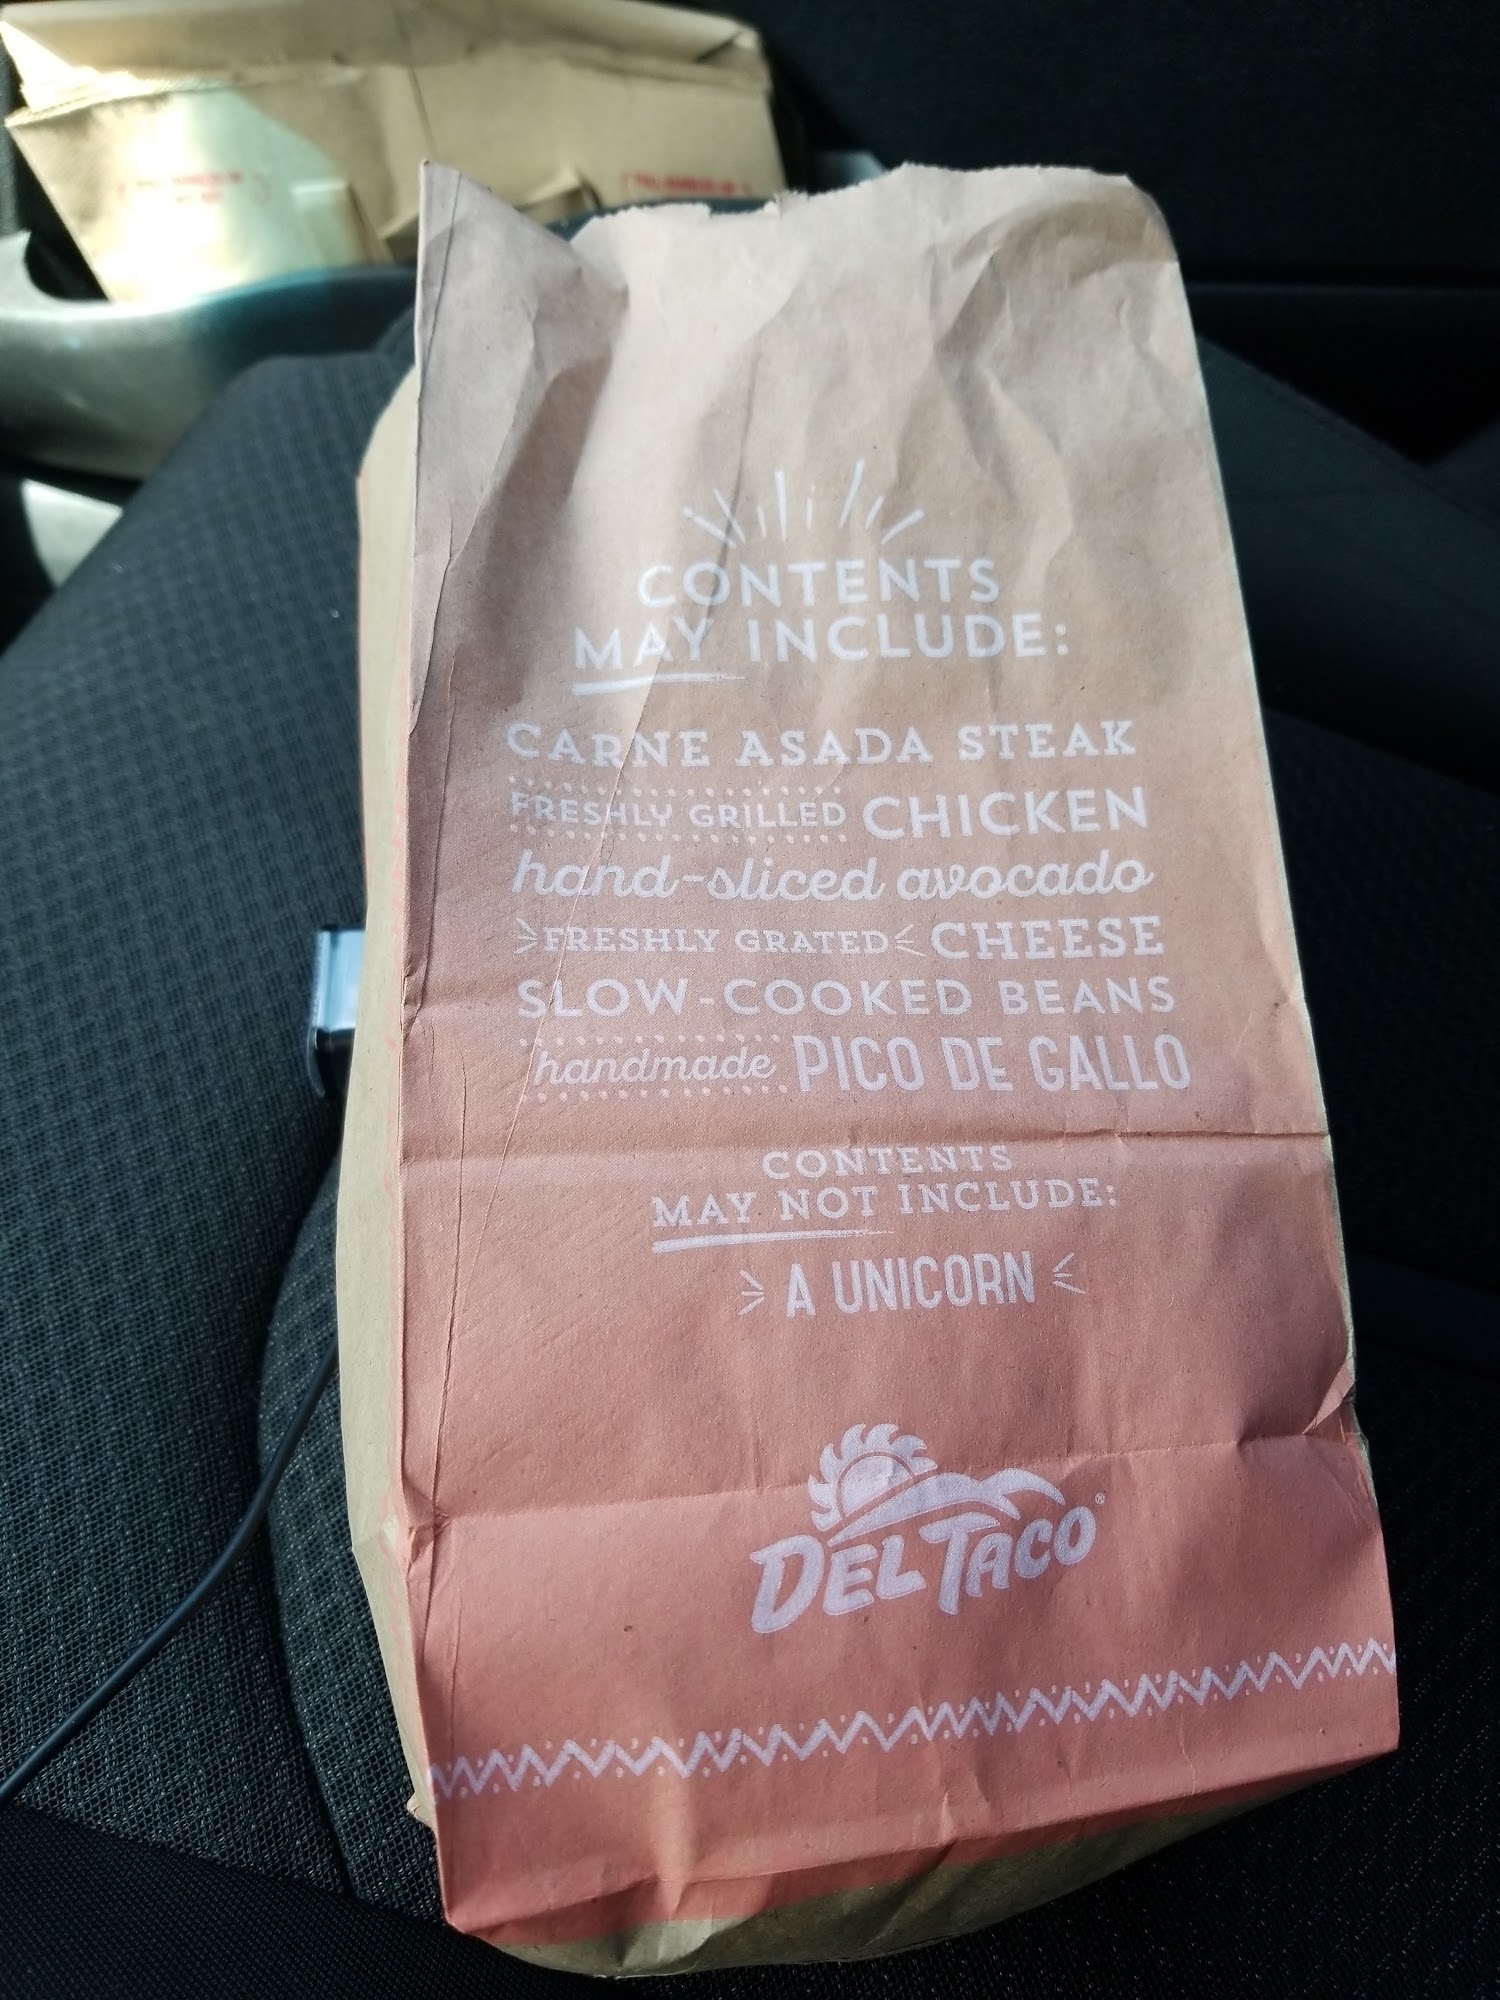 CONTENTS
MAY INCLUDE:
CARNE ASADA STEAK
FRESHLY GRILLED CHICKEN
hand-sliced avocado
FRESHLY GRATED CHEESE
SLOW-COOKED BEANS
handmade PICO DE GALLO
CONTENTS
MAY NOT INCLUDE:
A UNICORN
DEL TACO®